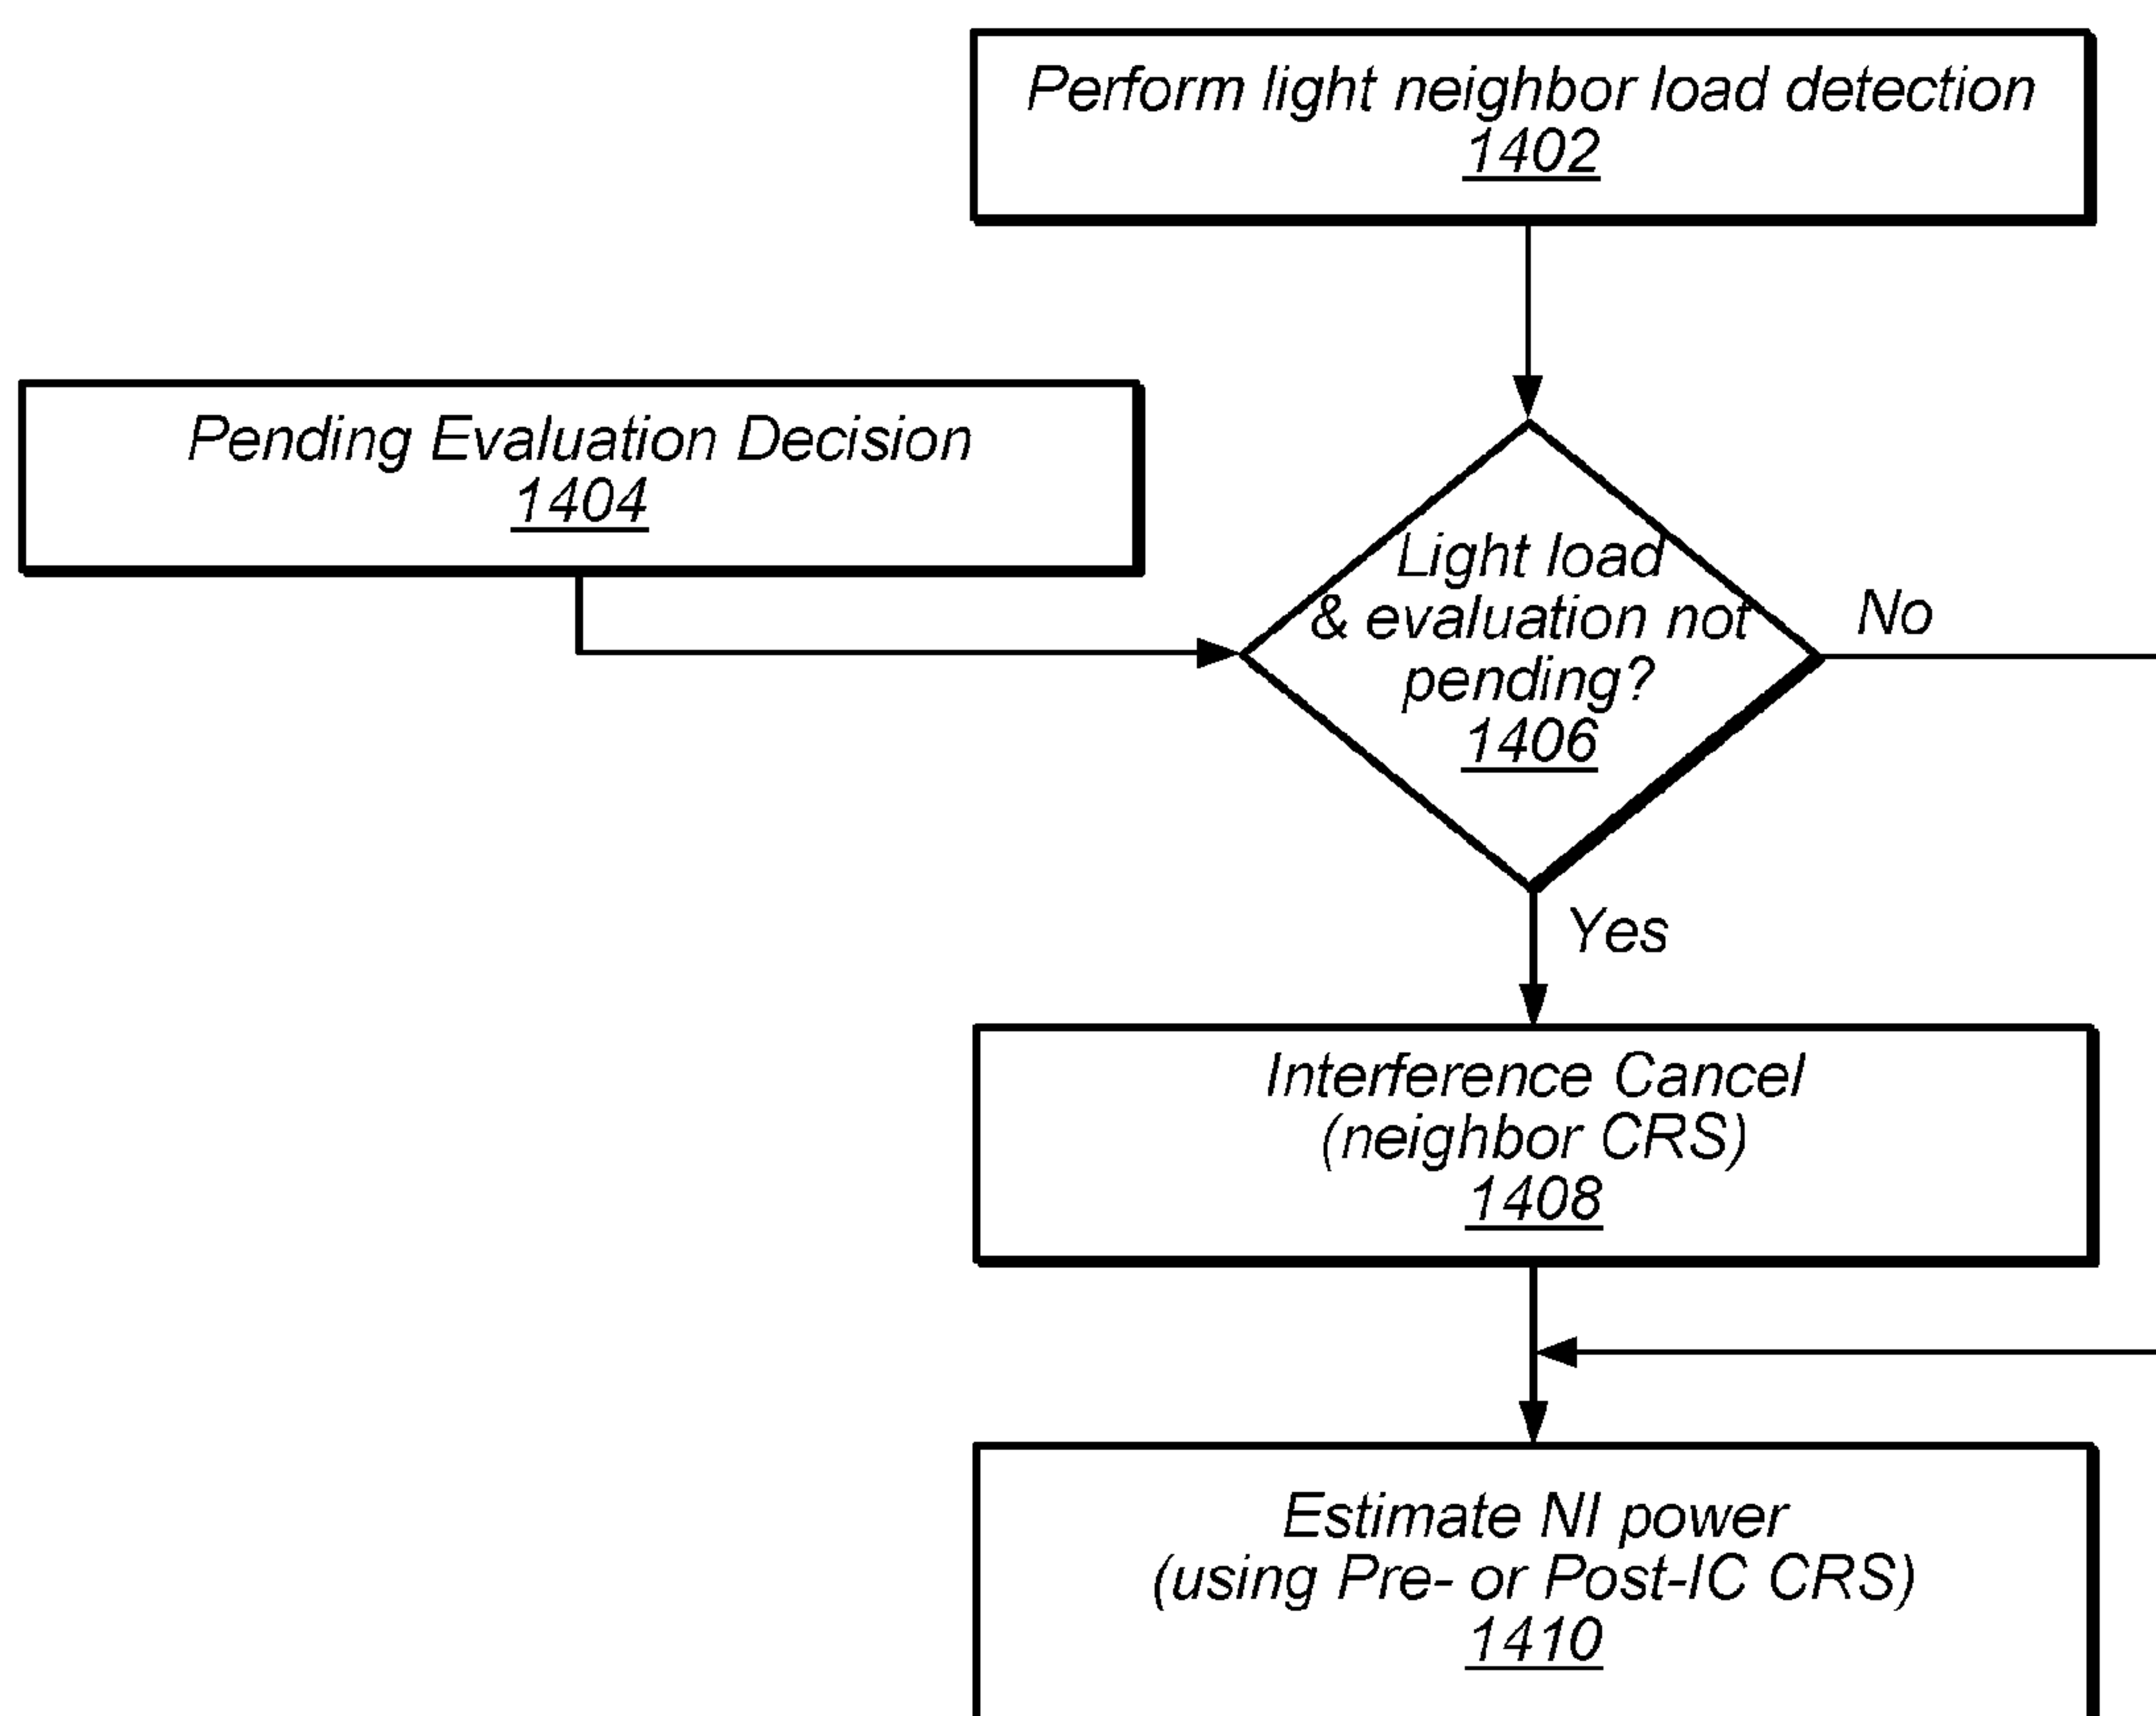 Perform light neighbor load detection
1402
Pending Evaluation Decision
1404
Light load
& evaluation not
pending?
1406
No
Yes
Interference Cancel
(neighbor CRS)
1408
Estimate NI power
(using Pre- or Post-IC CRS)
1410